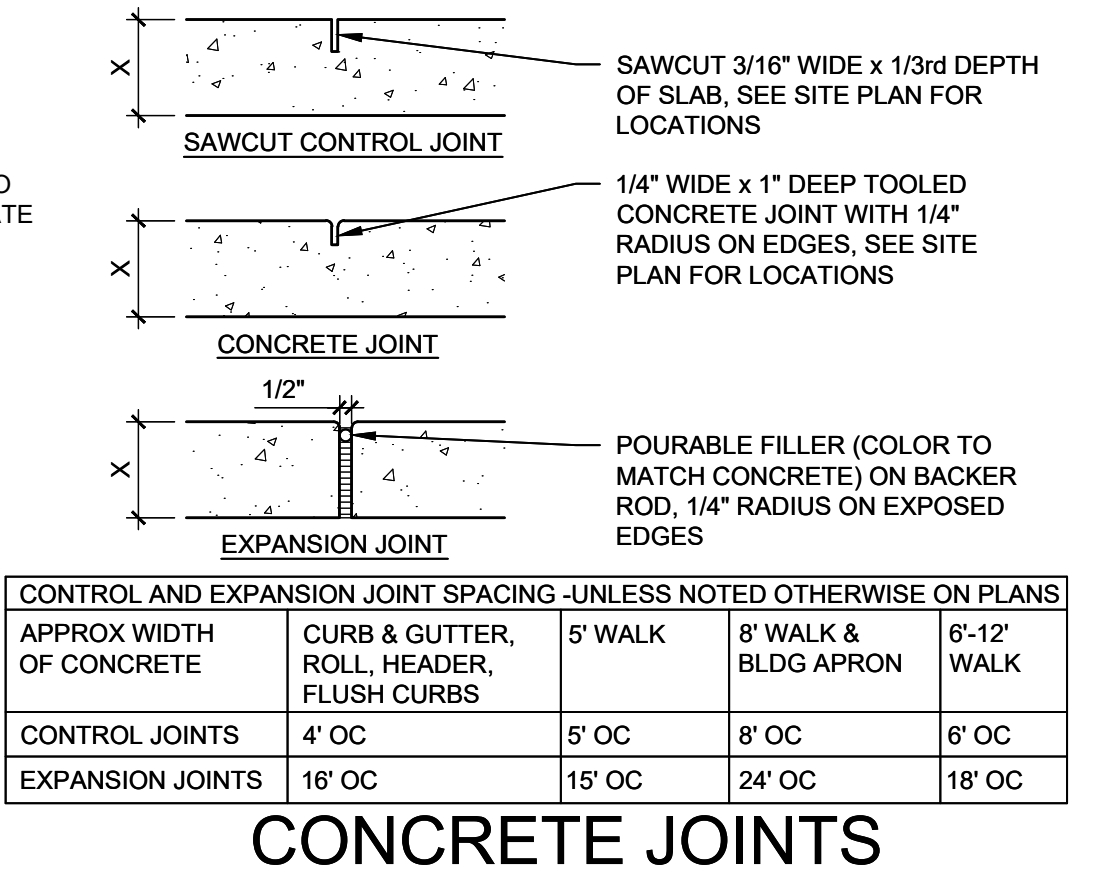 X
SAWCUT 3/16" WIDE x 1/3rd DEPTH
OF SLAB, SEE SITE PLAN FOR
LOCATIONS
SAWCUT CONTROL JOINT
1/4" WIDE x 1" DEEP TOOLED
CONCRETE JOINT WITH 1/4"
RADIUS ON EDGES, SEE SITE
PLAN FOR LOCATIONS
X
CONCRETE JOINT
1/2"
X
POURABLE FILLER (COLOR TO
MATCH CONCRETE) ON BACKER
ROD, 1/4" RADIUS ON EXPOSED
EDGES
EXPANSION JOINT
CONTROL AND EXPANSION JOINT SPACING -UNLESS NOTED OTHERWISE ON PLANS
APPROX WIDTH
OF CONCRETE
CURB & GUTTER,
ROLL, HEADER,
FLUSH CURBS
5' WALK
8' WALK &
BLDG APRON
6'-12'
WALK
CONTROL JOINTS 4' OC 5' OC 8' OC 6' OC
EXPANSION JOINTS 16' OC 15' OC 24' OC 18' OC
CONCRETE JOINTS